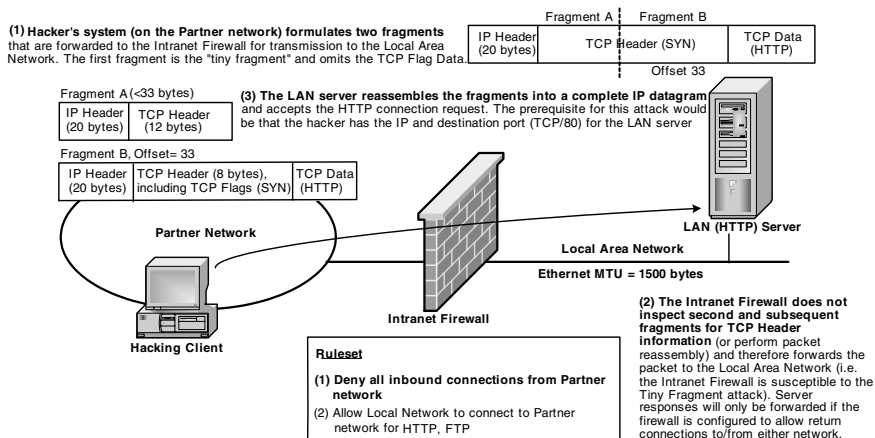 (1) Hacker's system (on the Partner network) formulates two fragments
that are forwarded to the Intranet Firewall for transmission to the Local Area
Network. The first fragment is the "tiny fragment" and omits the TCP Flag Data.
Fragment A
Fragment B
IP Header
(20 bytes)
TCP Header (SYN)
TCP Data
(HTTP)
Offset 33
Fragment A (<33 bytes)
IP Header
(20 bytes)
TCP Header
(12 bytes)
(3) The LAN server reassembles the fragments into a complete IP datagram
and accepts the HTTP connection request. The prerequisite for this attack would
be that the hacker has the IP and destination port (TCP/80) for the LAN server
Fragment B, Offset= 33
IP Header
(20 bytes)
TCP Header (8 bytes),
including TCP Flags (SYN)
TCP Data
(HTTP)
Partner Network
LAN (HTTP) Server
Local Area Network
Ethernet MTU = 1500 bytes
Intranet Firewall
Hacking Client
(2) The Intranet Firewall does not
inspect second and subsequent
fragments for TCP Header
information (or perform packet
reassembly) and therefore forwards the
packet to the Local Area Network (i.e.
the Intranet Firewall is susceptible to the
Tiny Fragment attack). Server
responses will only be forwarded if the
firewall is configured to allow return
connections to/from either network.
Ruleset
(1) Deny all inbound connections from Partner
network
(2) Allow Local Network to connect to Partner
network for HTTP, FTP